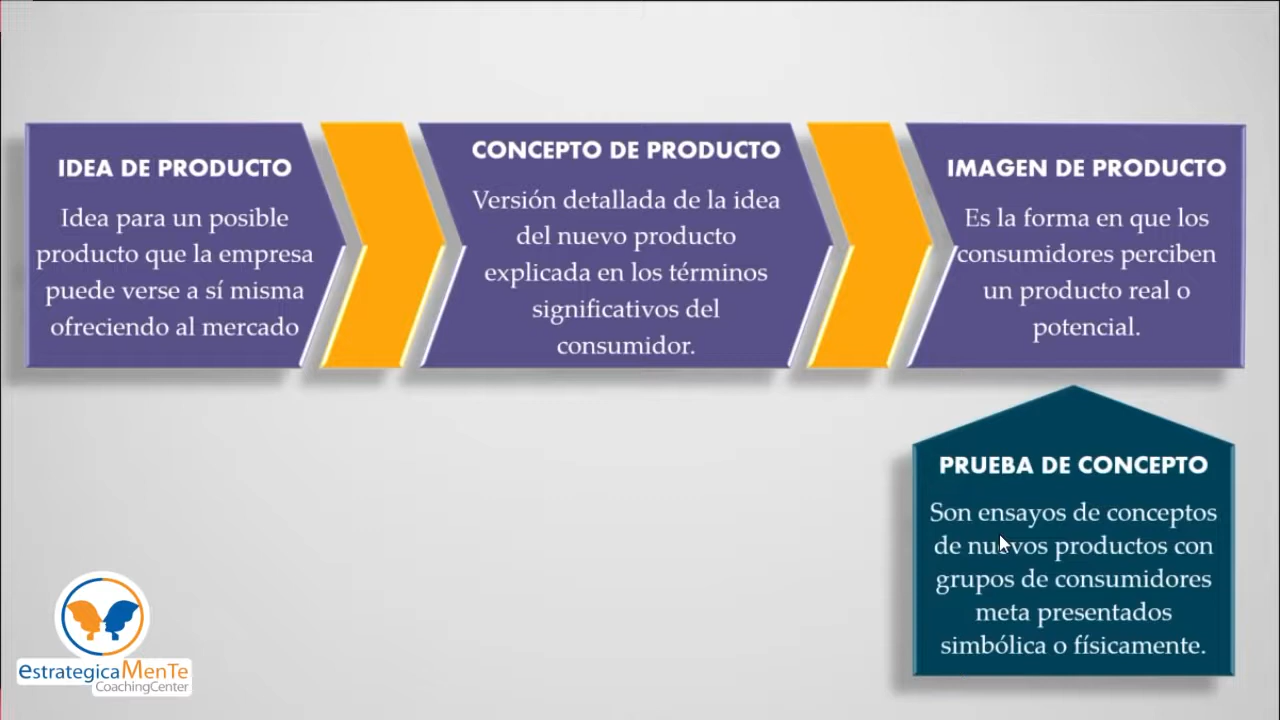 IDEA DE PRODUCTO
Idea para un posible
producto que la empresa
puede verse a sí misma
ofreciendo al mercado
CONCEPTO DE PRODUCTO
Versión detallada de la idea
del nuevo producto
explicada en los términos
significativos del
consumidor.
IMAGEN DE PRODUCTO
Es la forma en que los
consumidores perciben
un producto real o
potencial.
PRUEBA DE CONCEPTO
Son ensayos de conceptos
de nuevos productos con
grupos de consumidores
meta presentados
simbólica o físicamente.
estrategicaMenTe
CoachingCenter